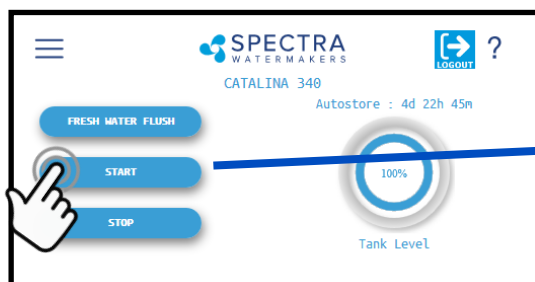 SPECTRA
WATERMAKERS
LOGOUT
?
CATALINA 340
Autostore : 4d 22h 45m
FRESH WATER FLUSH
START
100%
STOP
Tank Level